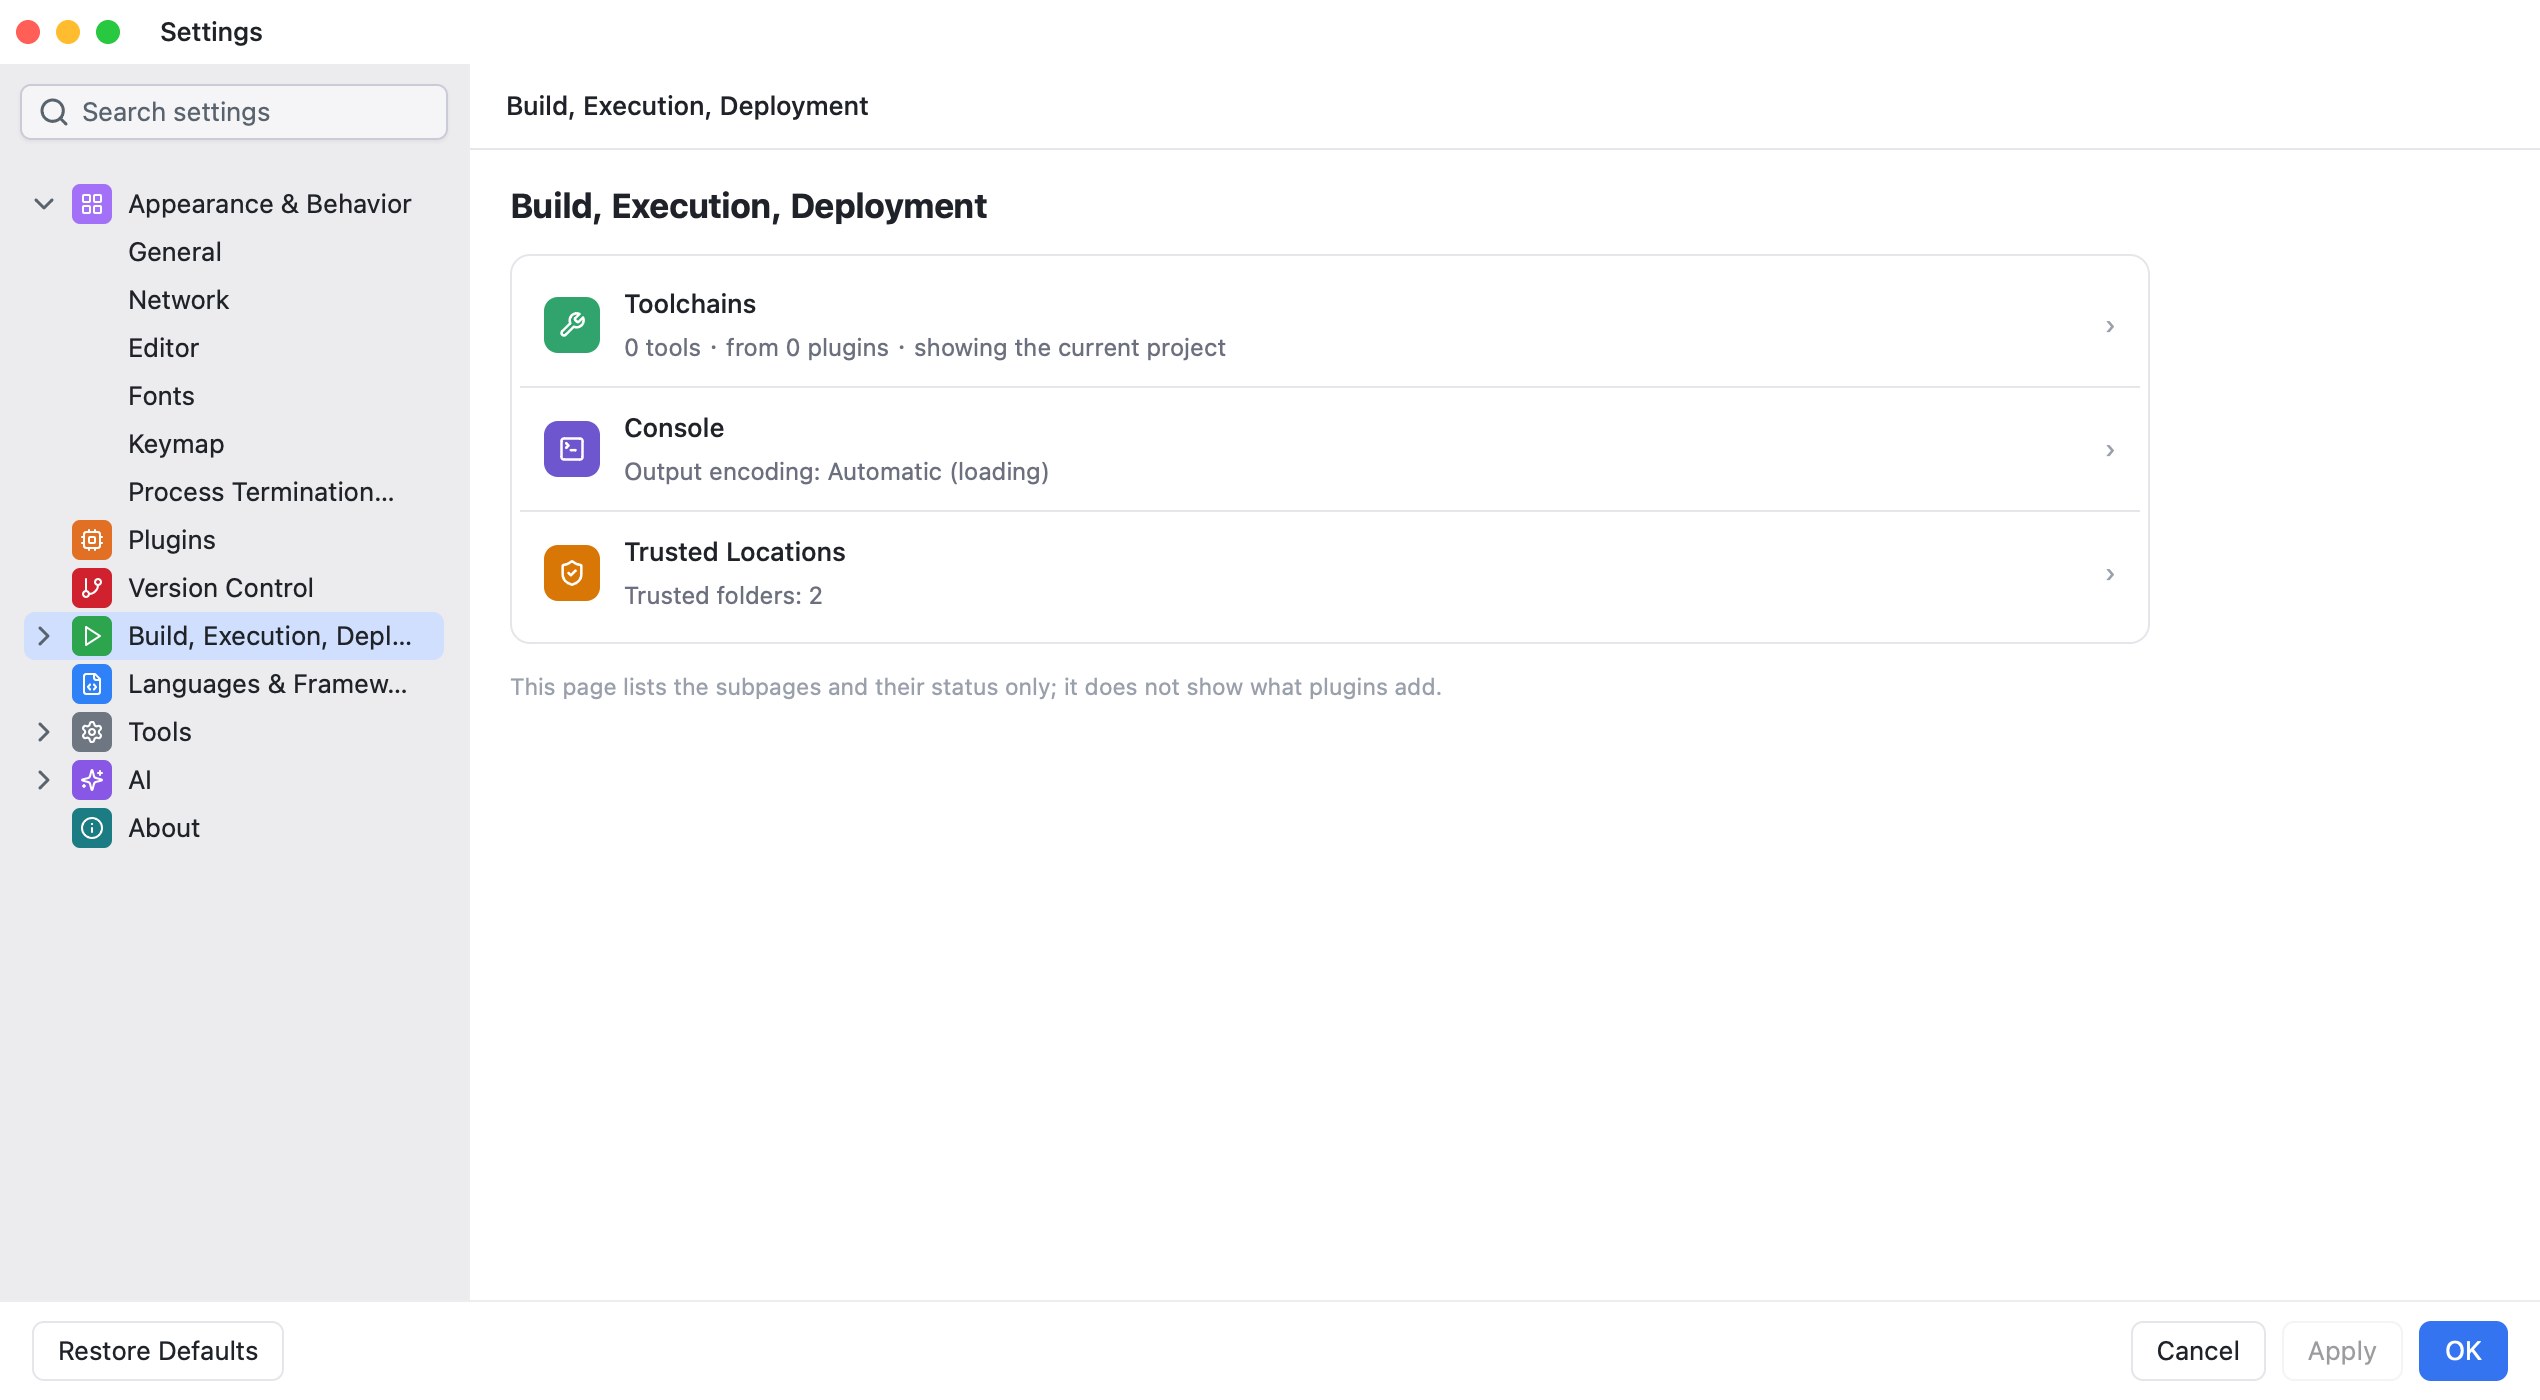 Settings
Search settings
Appearance & Behavior
General
Network
Editor
Fonts
Keymap
Process Termination...
Plugins
Version Control
Build, Execution, Depl...
Languages & Framew...
Tools
AI
About
Build, Execution, Deployment
Build, Execution, Deployment
Toolchains
0 tools · from 0 plugins · showing the current project
Console
Output encoding: Automatic (loading)
Trusted Locations
Trusted folders: 2
This page lists the subpages and their status only; it does not show what plugins add.
Restore Defaults
Cancel
Apply
OK